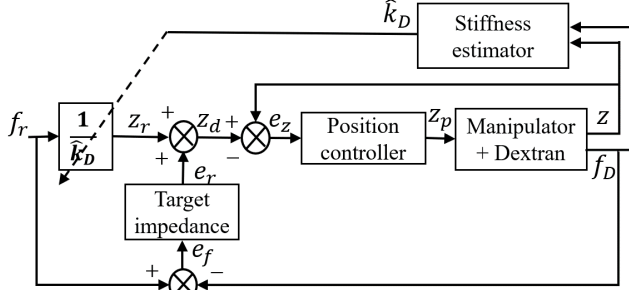 k̂_D
Stiffness
estimator
f_r
1
k̂_D
z_r
+
+
z_d
+
−
e_z
Position
controller
z_p
Manipulator
+ Dextran
z
f_D
e_r
Target
impedance
e_f
+
−